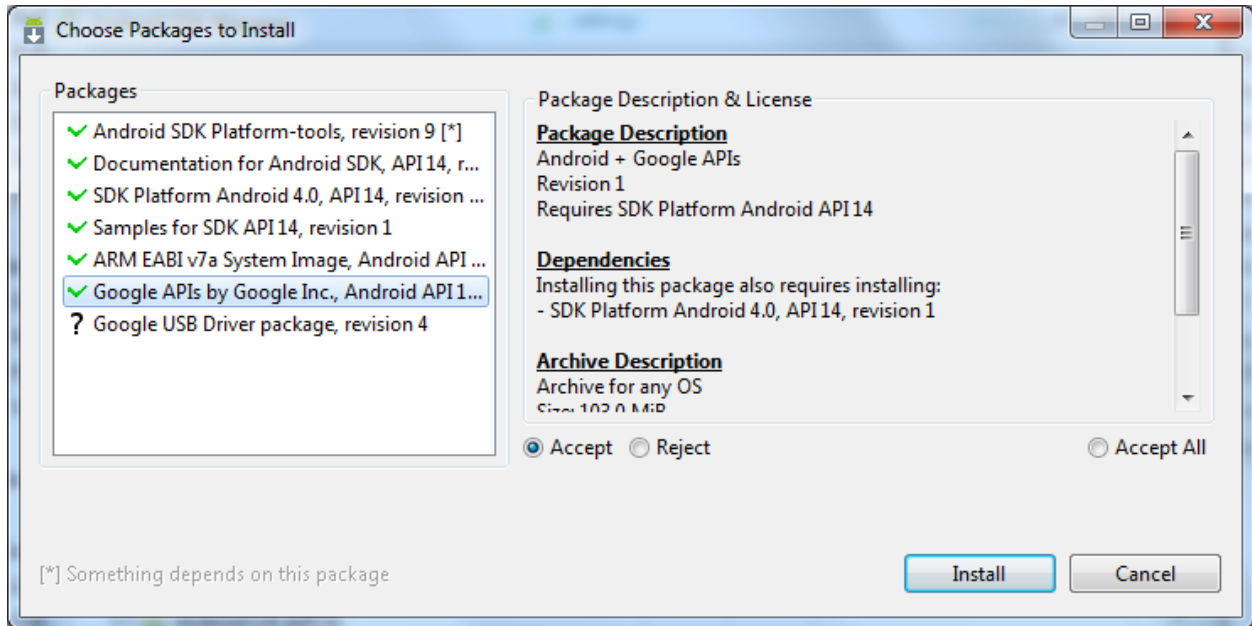 Choose Packages to Install
Packages
Android SDK Platform-tools, revision 9 [*]
Documentation for Android SDK, API 14, r...
SDK Platform Android 4.0, API 14, revision ...
Samples for SDK API 14, revision 1
ARM EABI v7a System Image, Android API ...
Google APIs by Google Inc., Android API 1...
? Google USB Driver package, revision 4
Package Description & License
Package Description
Android + Google APIs
Revision 1
Requires SDK Platform Android API 14
Dependencies
Installing this package also requires installing:
- SDK Platform Android 4.0, API 14, revision 1
Archive Description
Archive for any OS
Size: 103.0 MiB
Accept Reject Accept All
[*] Something depends on this package
Install Cancel